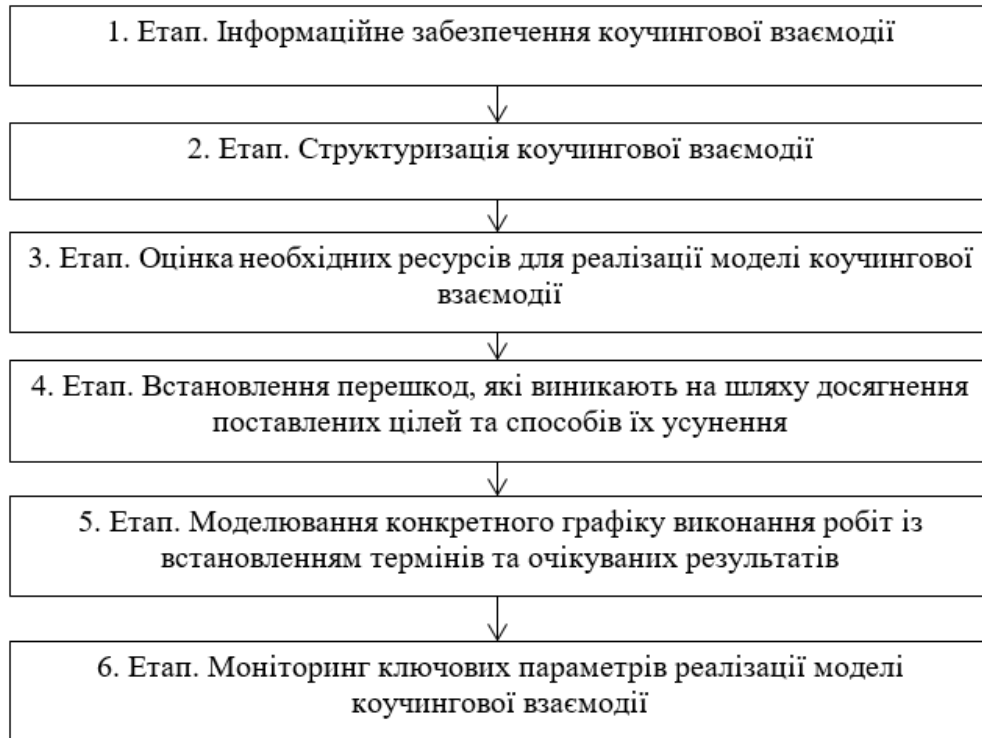 1. Етап. Інформаційне забезпечення коучингової взаємодії
2. Етап. Структуризація коучингової взаємодії
3. Етап. Оцінка необхідних ресурсів для реалізації моделі коучингової
взаємодії
4. Етап. Встановлення перешкод, які виникають на шляху досягнення
поставлених цілей та способів їх усунення
5. Етап. Моделювання конкретного графіку виконання робіт із
встановленням термінів та очікуваних результатів
6. Етап. Моніторинг ключових параметрів реалізації моделі
коучингової взаємодії